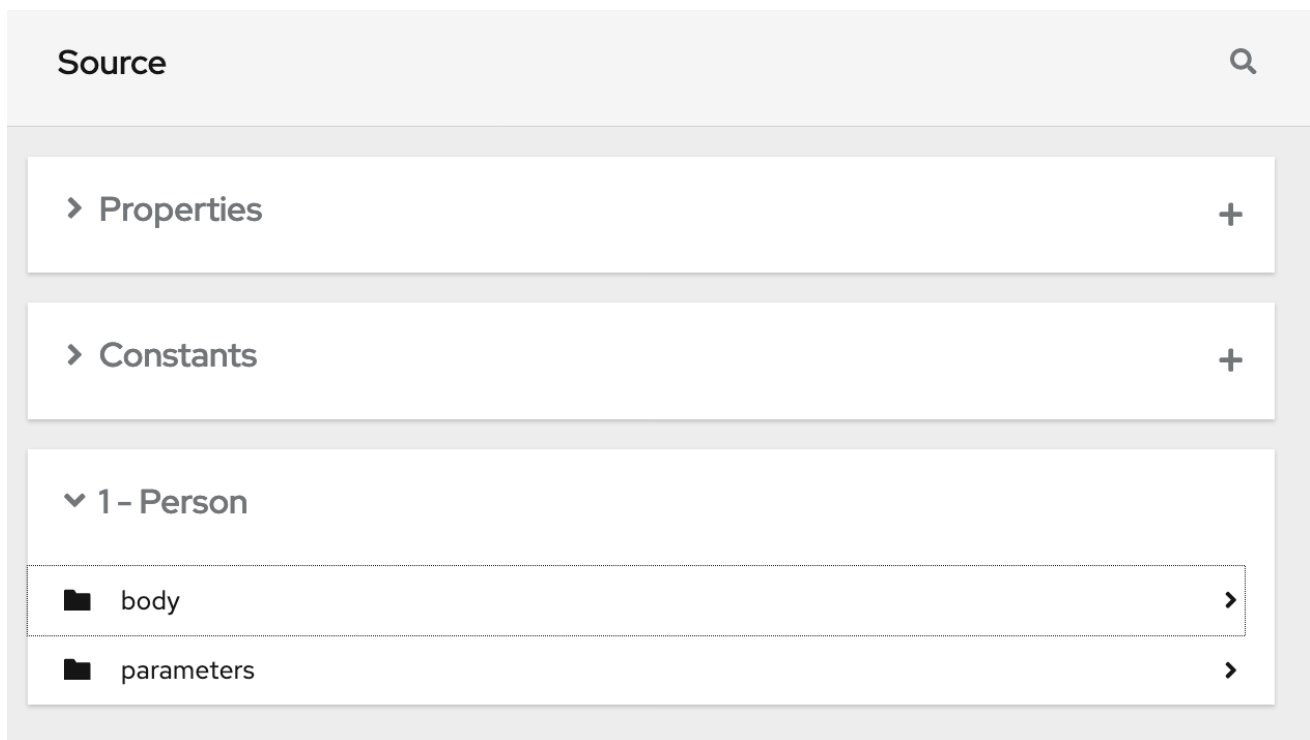 Source
Properties
Constants
1 - Person
body
parameters